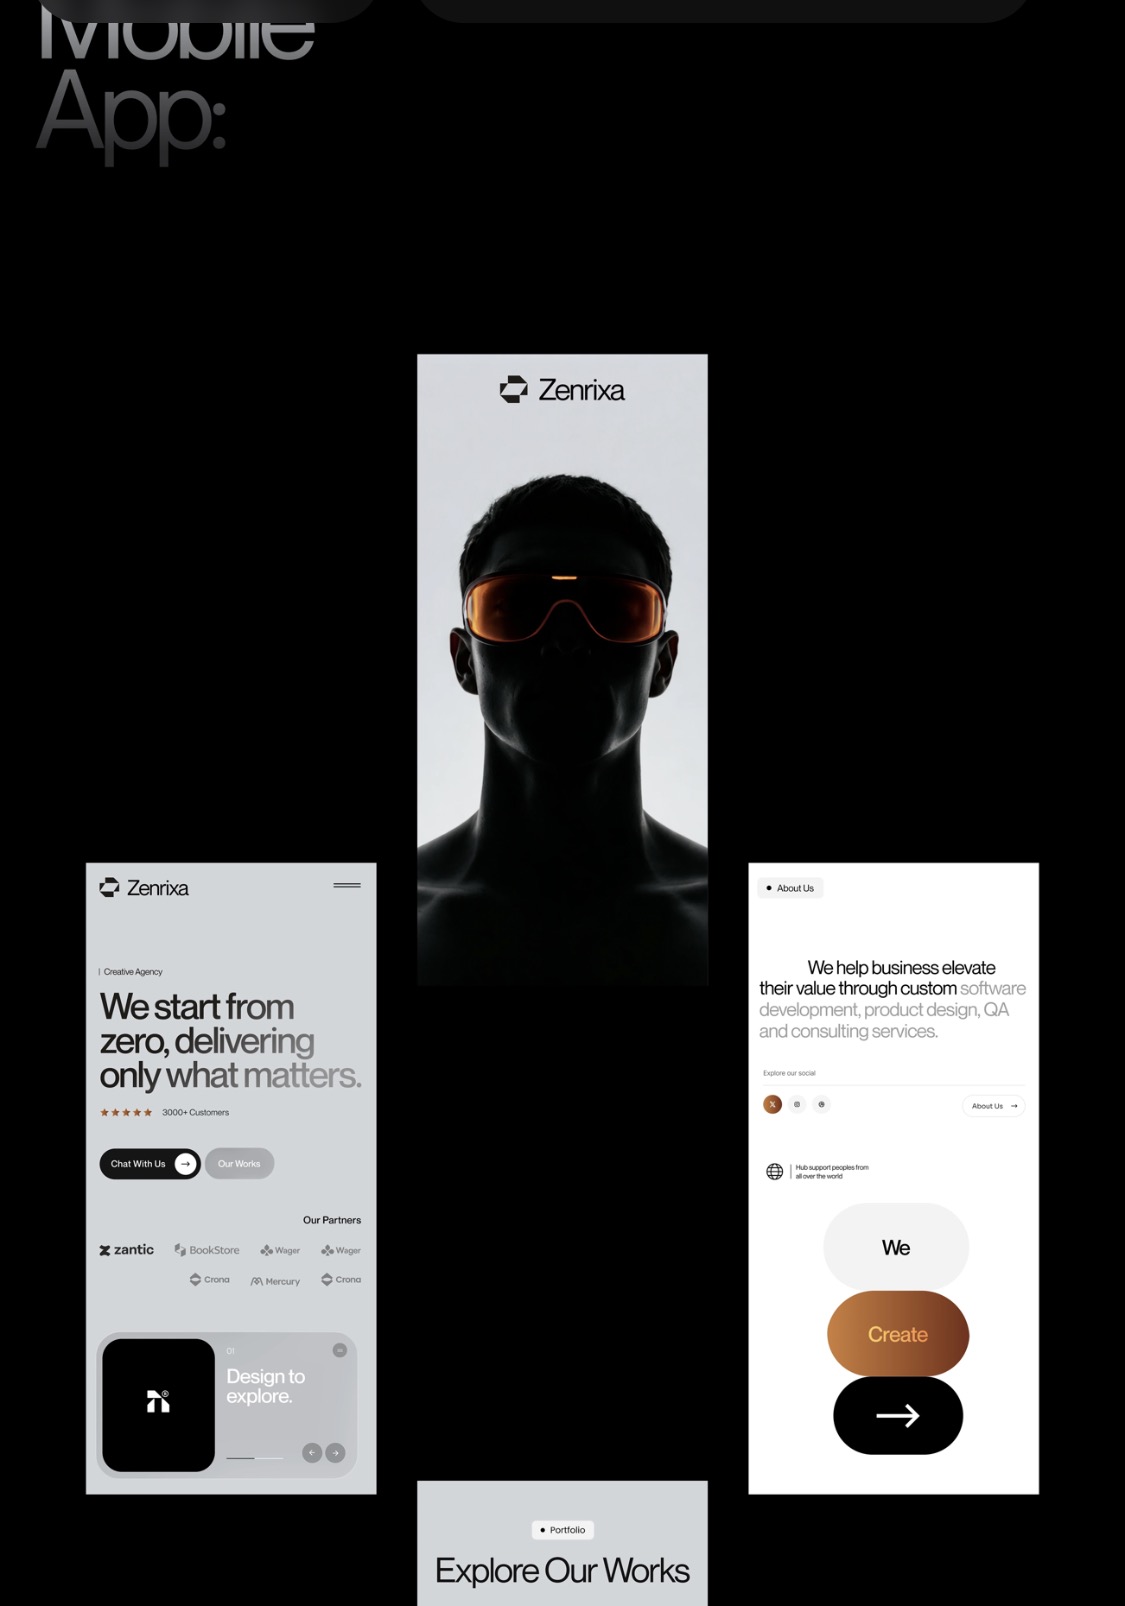 Mobile
App:
Zenrixa
Zenrixa
Creative Agency
We start from
zero, delivering
only what matters.
3000+ Customers
Chat With Us
Our Works
Our Partners
zantic BookStore Wager Wager
Crona Mercury Crona
01
Design to
explore.
About Us
We help business elevate
their value through custom software
development, product design, QA
and consulting services.
Explore our social
About Us
Hub support peoples from
all over the world
We
Create
Portfolio
Explore Our Works